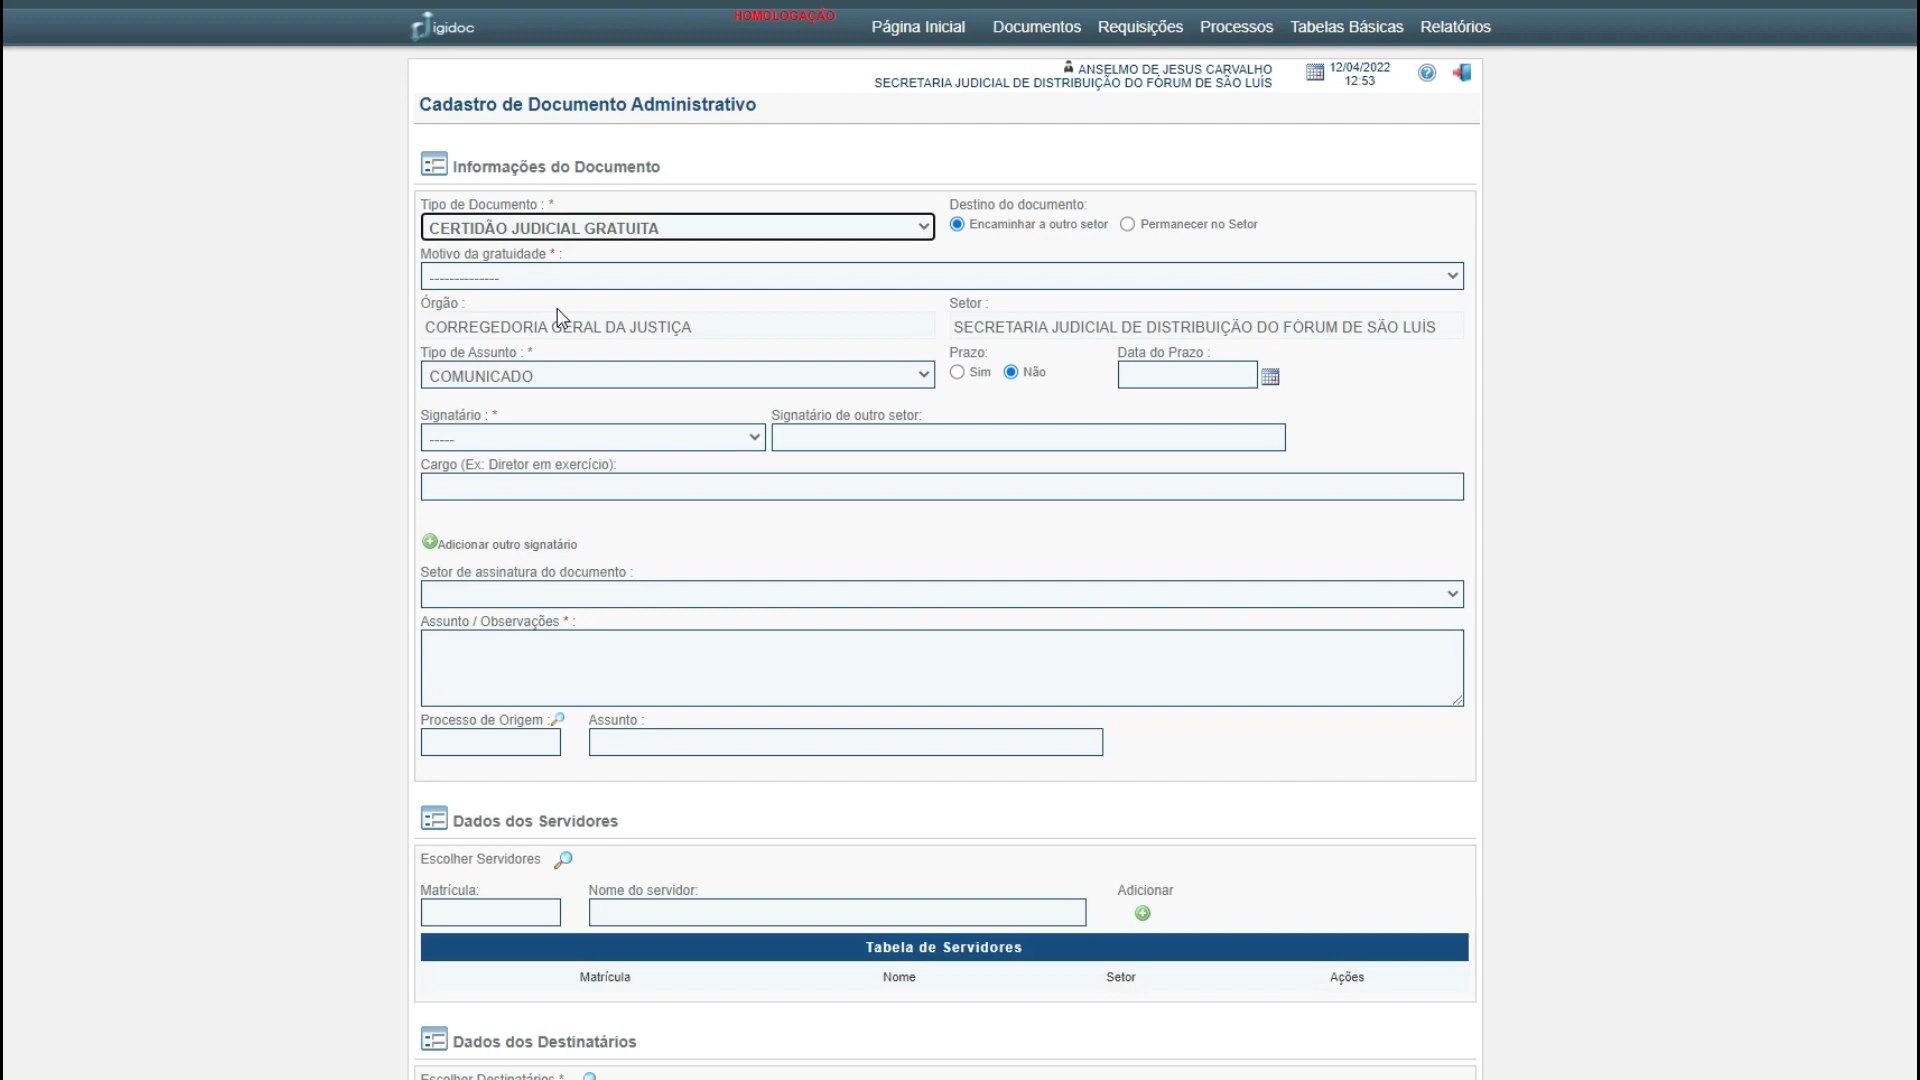 igidoc
HOMOLOGAÇÃO
Página Inicial Documentos Requisições Processos Tabelas Básicas Relatórios
ANSELMO DE JESUS CARVALHO
SECRETARIA JUDICIAL DE DISTRIBUIÇÃO DO FÓRUM DE SÃO LUÍS
12/04/2022
12:53
Cadastro de Documento Administrativo
Informações do Documento
Tipo de Documento : * Destino do documento:
CERTIDÃO JUDICIAL GRATUITA Encaminhar a outro setor Permanecer no Setor
Motivo da gratuidade * :
--------------
Órgão : Setor :
CORREGEDORIA GERAL DA JUSTIÇA SECRETARIA JUDICIAL DE DISTRIBUIÇÃO DO FÓRUM DE SÃO LUÍS
Tipo de Assunto : * Prazo: Data do Prazo :
COMUNICADO Sim Não
Signatário : * Signatário de outro setor:
-----
Cargo (Ex: Diretor em exercício):
Adicionar outro signatário
Setor de assinatura do documento :
Assunto / Observações * :
Processo de Origem : Assunto :
Dados dos Servidores
Escolher Servidores
Matrícula: Nome do servidor: Adicionar
Tabela de Servidores
Matrícula Nome Setor Ações
Dados dos Destinatários
Escolher Destinatários *